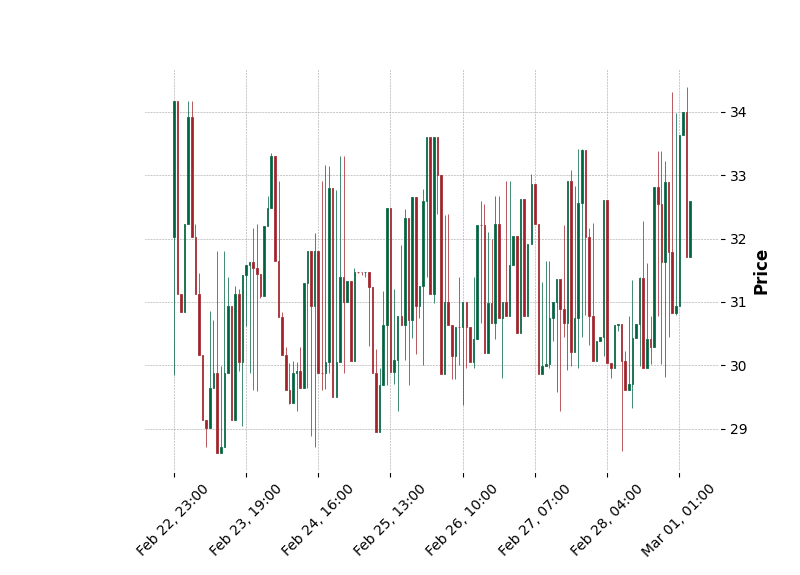 34
33
32
31
30
29
Price
Feb 22, 23:00
Feb 23, 19:00
Feb 24, 16:00
Feb 25, 13:00
Feb 26, 10:00
Feb 27, 07:00
Feb 28, 04:00
Mar 01, 01:00